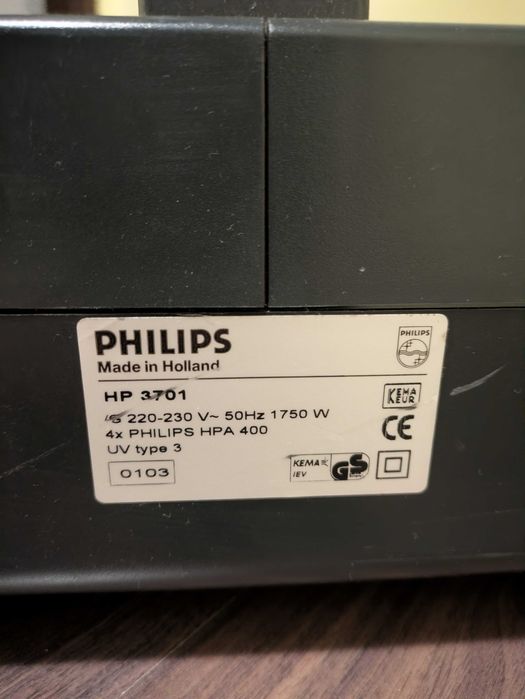 PHILIPS
Made in Holland
PHILIPS
HP 3701
220-230 V~ 50Hz 1750 W
4x PHILIPS HPA 400
UV type 3
0103
KEMA
KEUR
CE
KEMA
IEV
GS